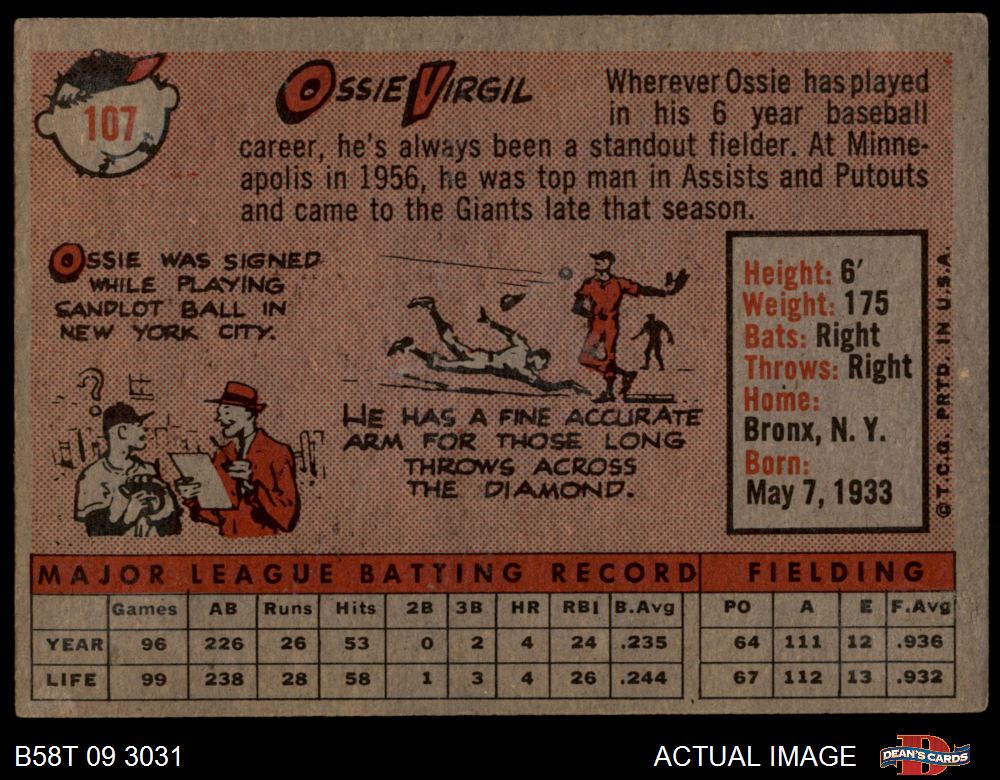 107
OSSIE VIRGIL
Wherever Ossie has played
in his 6 year baseball
career, he's always been a standout fielder. At Minne-
apolis in 1956, he was top man in Assists and Putouts
and came to the Giants late that season.
OSSIE WAS SIGNED
WHILE PLAYING
SANDLOT BALL IN
NEW YORK CITY.
?
HE HAS A FINE ACCURATE
ARM FOR THOSE LONG
THROWS ACROSS
THE DIAMOND.
Height: 6'
Weight: 175
Bats: Right
Throws: Right
Home:
Bronx, N. Y.
Born:
May 7, 1933
© T.C.G. PRTD. IN U.S.A.
MAJOR LEAGUE BATTING RECORD FIELDING
Games AB Runs Hits 2B 3B HR RBI B.Avg PO A E F.Avg
YEAR 96 226 26 53 0 2 4 24 .235 64 111 12 .936
LIFE 99 238 28 58 1 3 4 26 .244 67 112 13 .932
B58T 09 3031 ACTUAL IMAGE DEAN'S CARDS